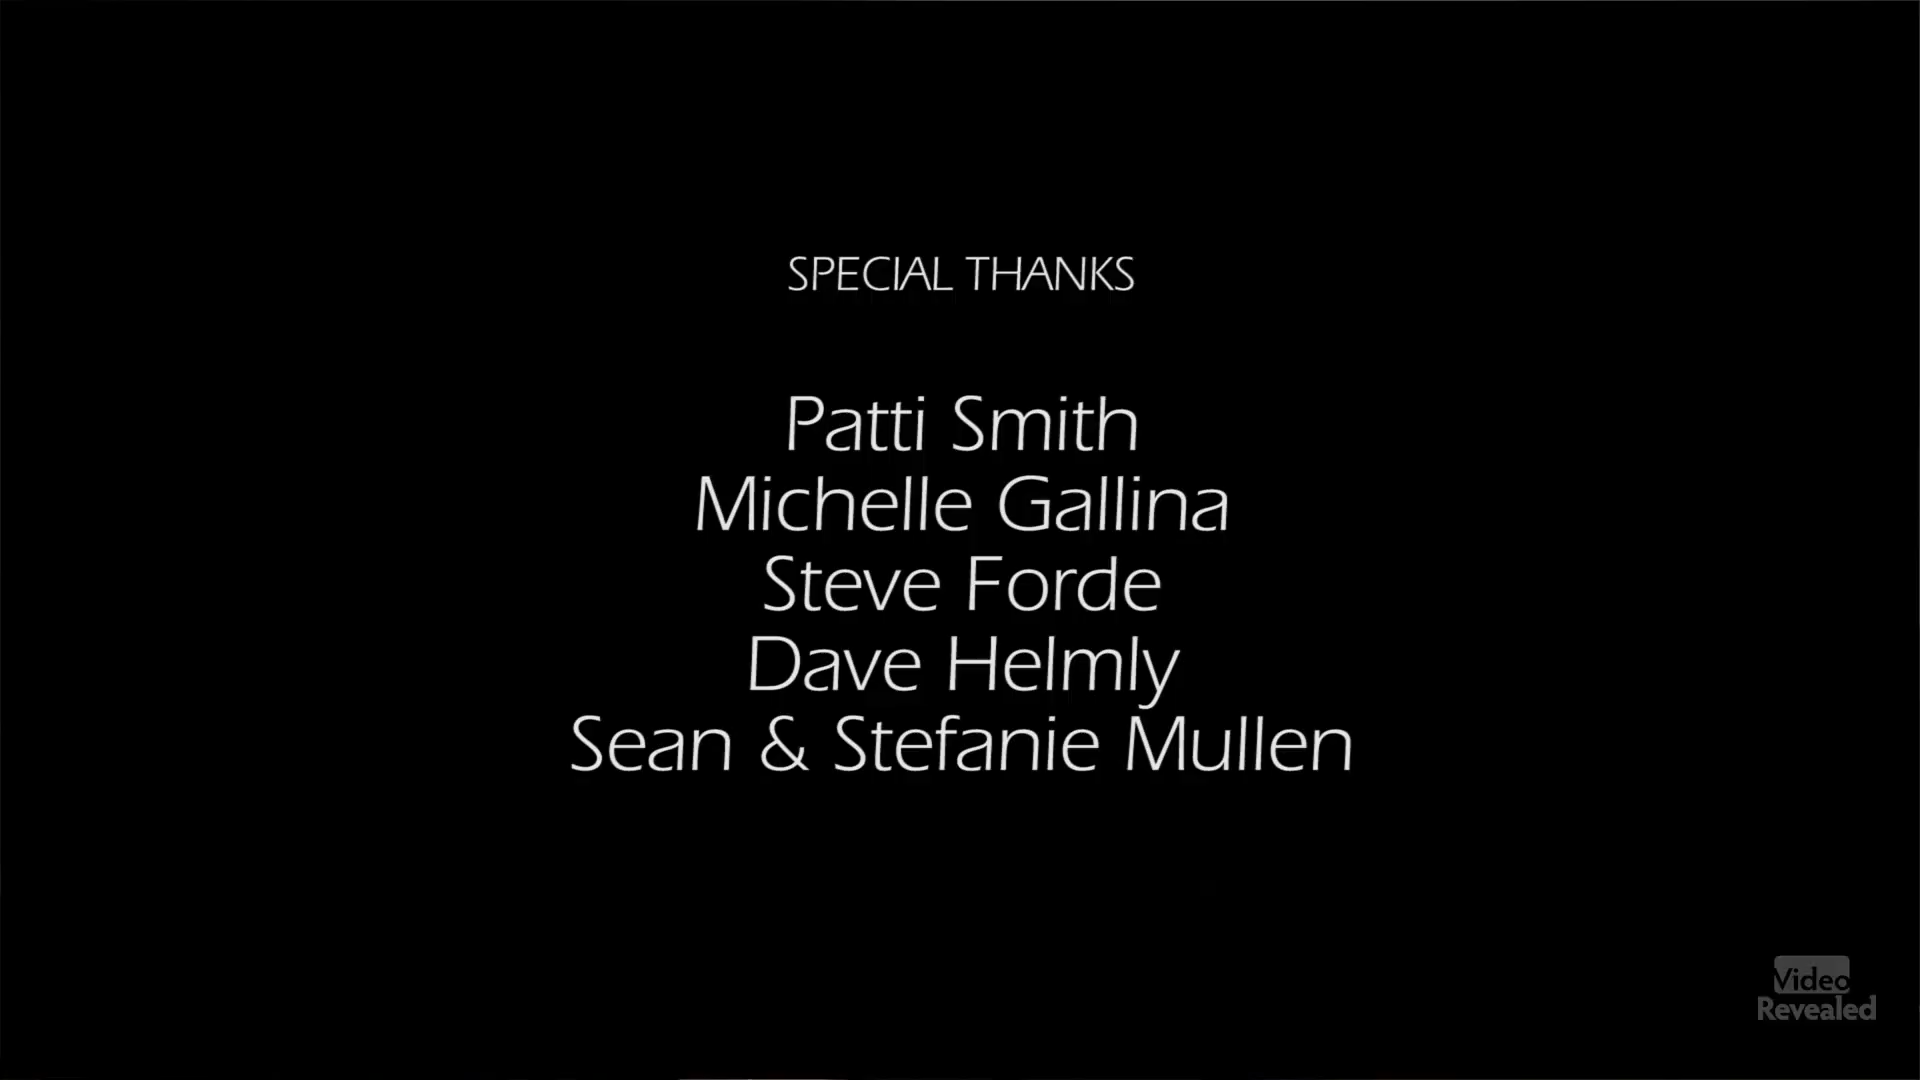 SPECIAL THANKS
Patti Smith
Michelle Gallina
Steve Forde
Dave Helmly
Sean & Stefanie Mullen
Video
Revealed